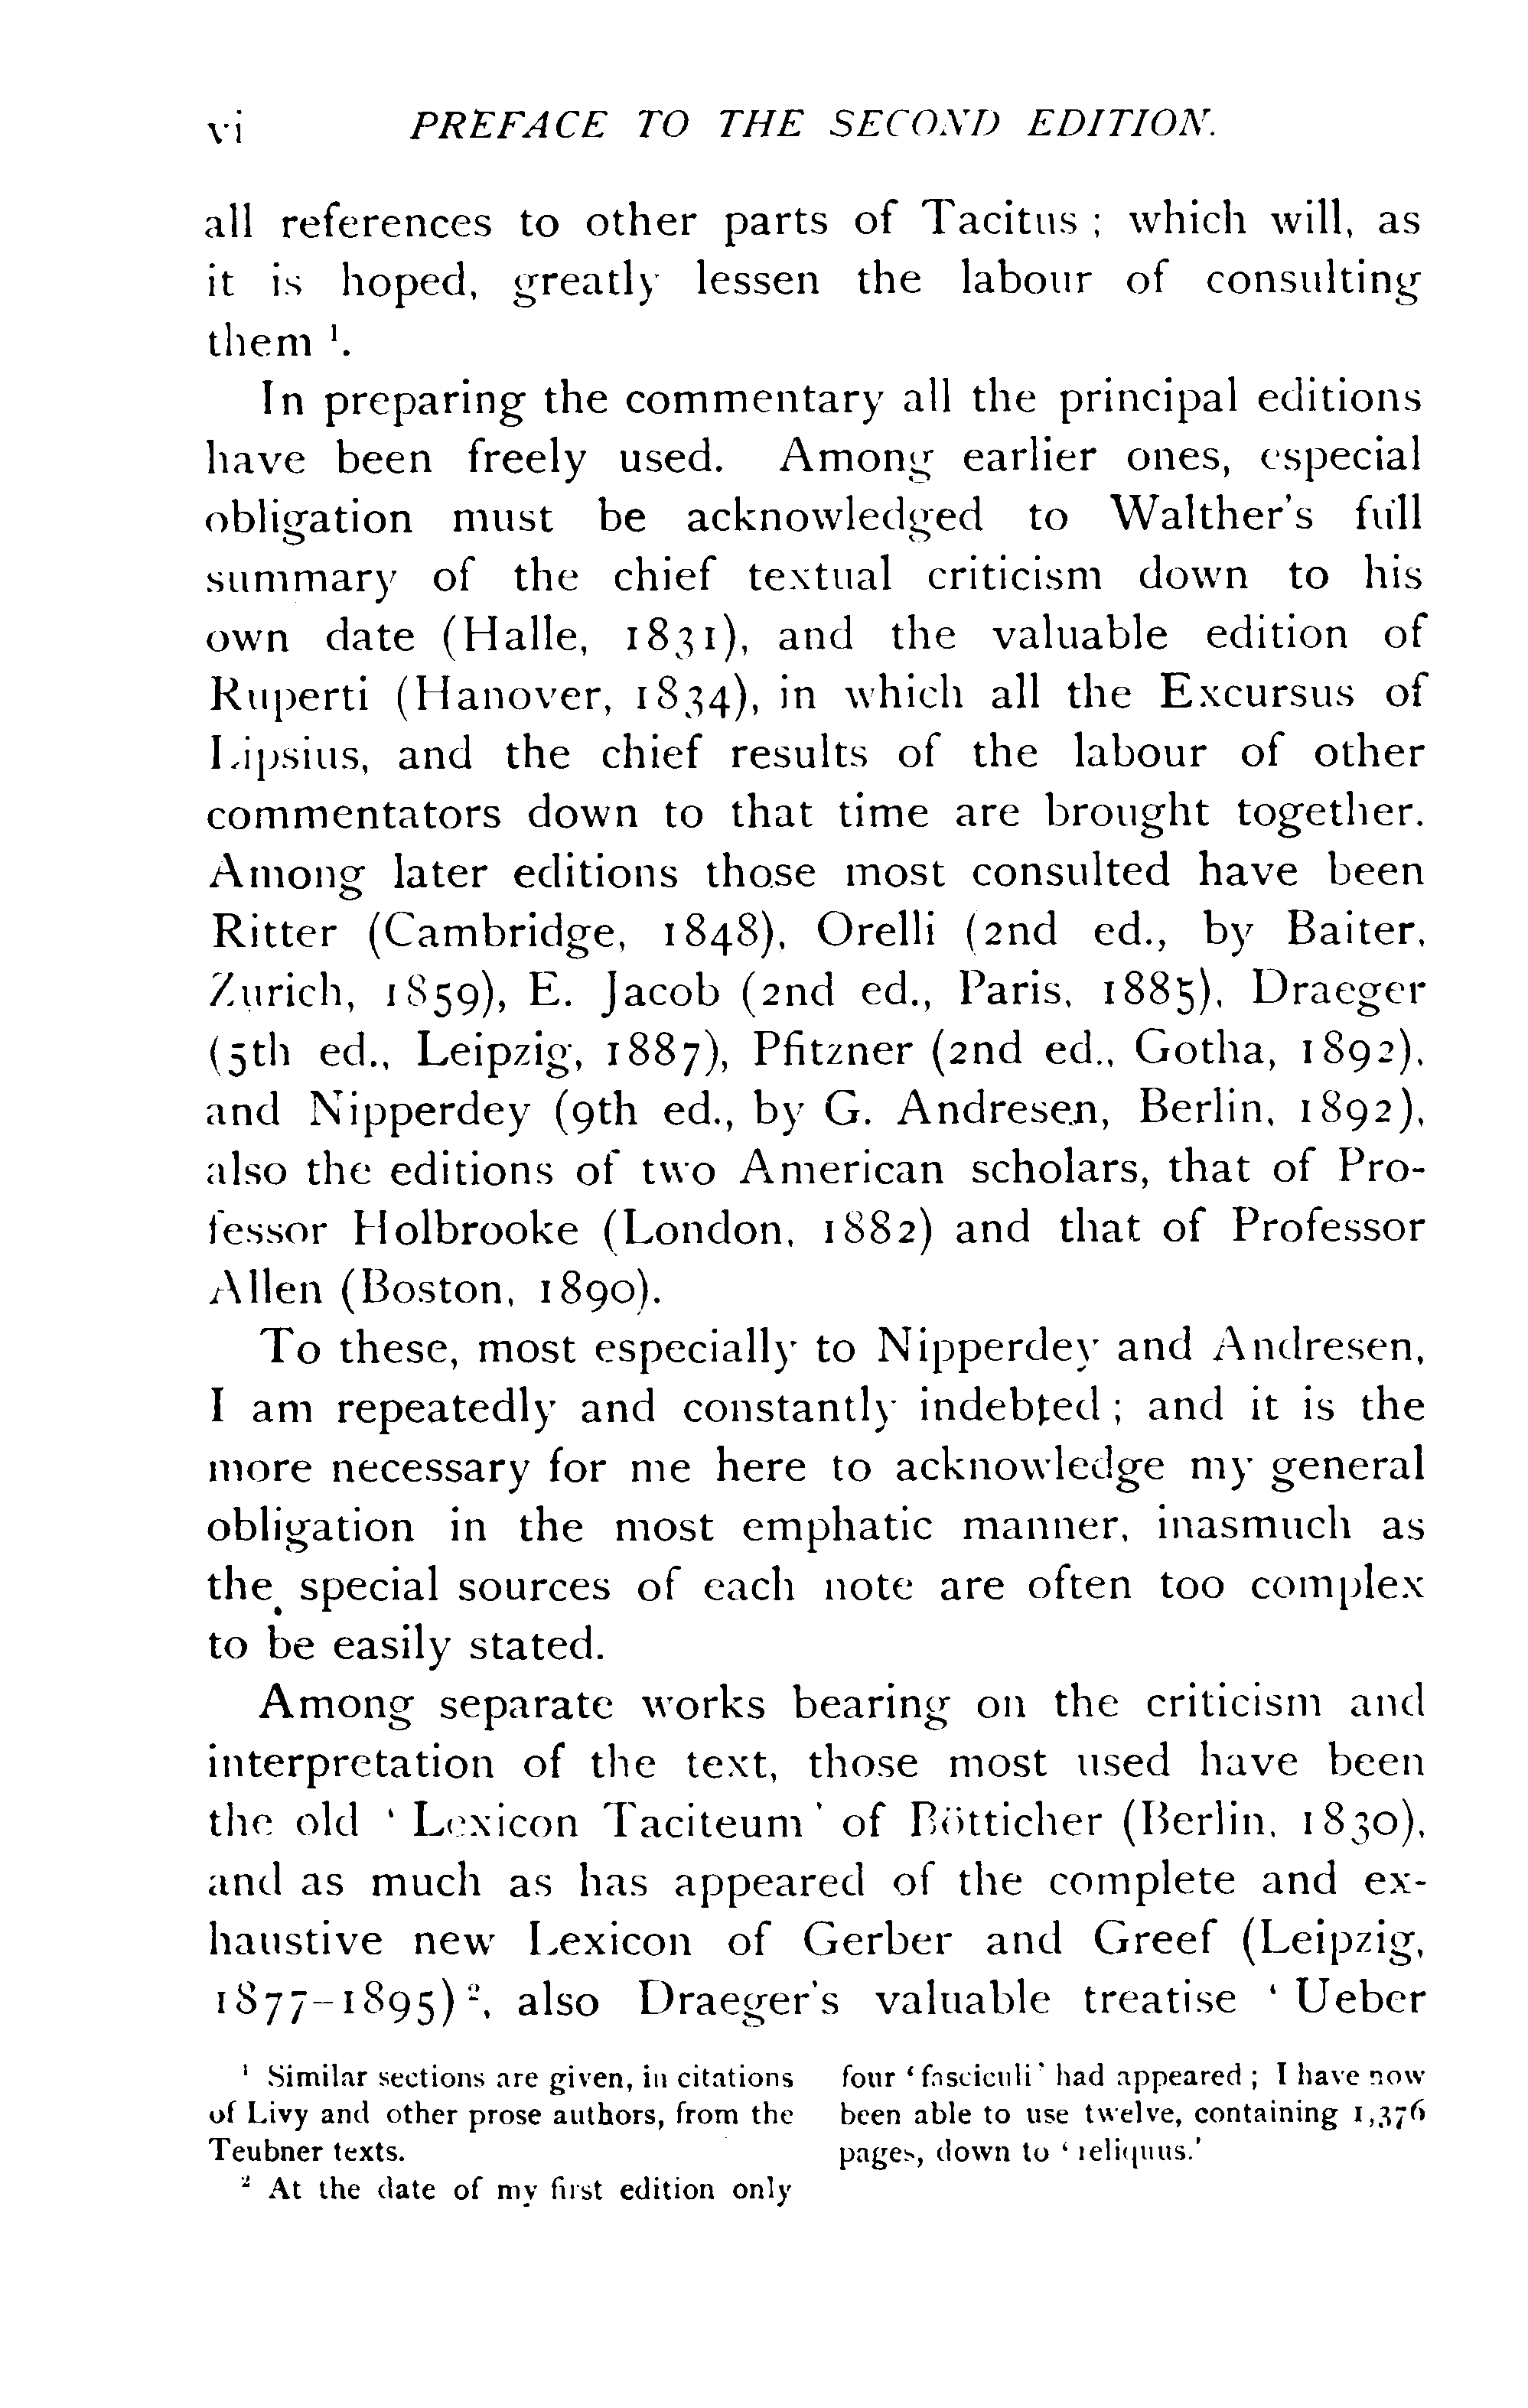 vi PREFACE TO THE SECOND EDITION.
all references to other parts of Tacitus ; which will, as
it is hoped, greatly lessen the labour of consulting
them ¹.
In preparing the commentary all the principal editions
have been freely used. Among earlier ones, especial
obligation must be acknowledged to Walther's full
summary of the chief textual criticism down to his
own date (Halle, 1831), and the valuable edition of
Ruperti (Hanover, 1834), in which all the Excursus of
Lipsius, and the chief results of the labour of other
commentators down to that time are brought together.
Among later editions those most consulted have been
Ritter (Cambridge, 1848), Orelli (2nd ed., by Baiter,
Zurich, 1859), E. Jacob (2nd ed., Paris, 1885), Draeger
(5th ed., Leipzig, 1887), Pfitzner (2nd ed., Gotha, 1892),
and Nipperdey (9th ed., by G. Andresen, Berlin, 1892),
also the editions of two American scholars, that of Pro-
fessor Holbrooke (London, 1882) and that of Professor
Allen (Boston, 1890).
To these, most especially to Nipperdey and Andresen,
I am repeatedly and constantly indebted ; and it is the
more necessary for me here to acknowledge my general
obligation in the most emphatic manner, inasmuch as
the special sources of each note are often too complex
to be easily stated.
Among separate works bearing on the criticism and
interpretation of the text, those most used have been
the old ‘ Lexicon Taciteum ’ of Bötticher (Berlin, 1830),
and as much as has appeared of the complete and ex-
haustive new Lexicon of Gerber and Greef (Leipzig,
1877–1895) ², also Draeger's valuable treatise ‘ Ueber
¹ Similar sections are given, in citations
of Livy and other prose authors, from the
Teubner texts.
² At the date of my first edition only
four ‘ fasciculi ’ had appeared ; I have now
been able to use twelve, containing 1,376
pages, down to ‘ reliquus.’